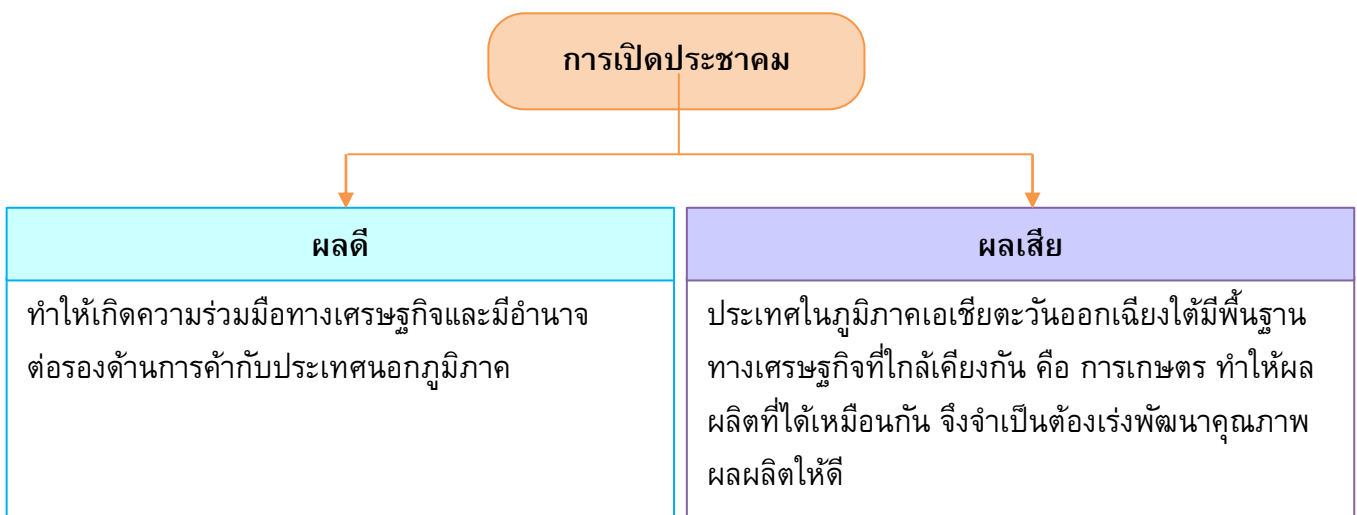 การเปิดประชาคม
ผลดี
ทำให้เกิดความร่วมมือทางเศรษฐกิจและมีอำนาจ
ต่อรองด้านการค้ากับประเทศนอกภูมิภาค
ผลเสีย
ประเทศในภูมิภาคเอเชียตะวันออกเฉียงใต้มีพื้นฐาน
ทางเศรษฐกิจที่ใกล้เคียงกัน คือ การเกษตร ทำให้ผล
ผลิตที่ได้เหมือนกัน จึงจำเป็นต้องเร่งพัฒนาคุณภาพ
ผลผลิตให้ดี